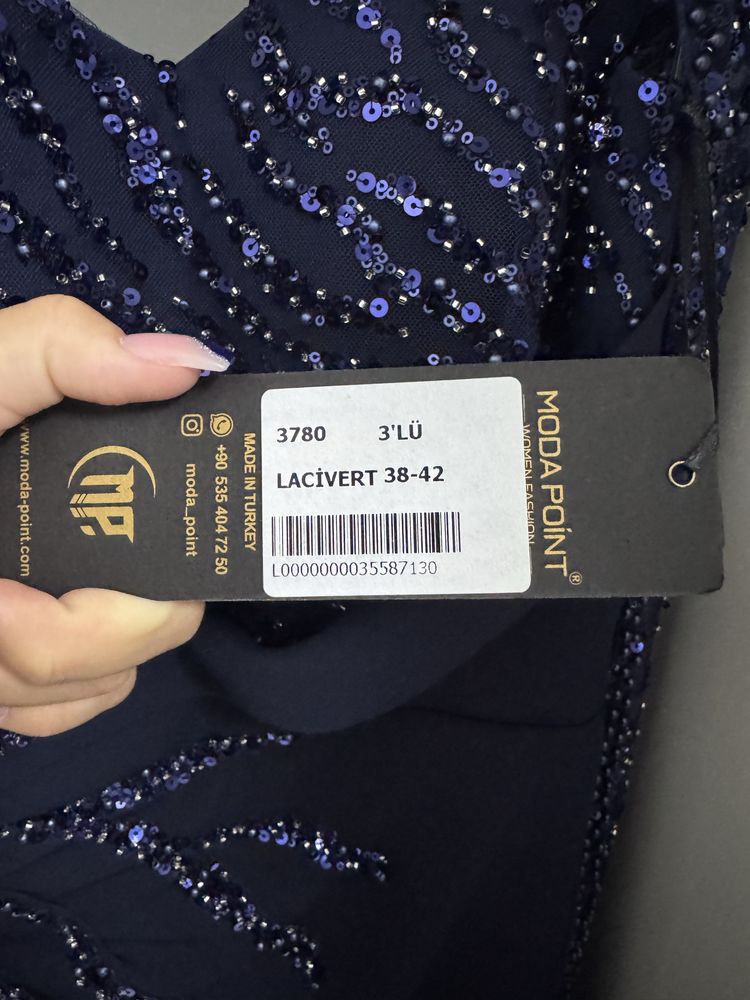 3780 3'LÜ
LACİVERT 38-42
L0000000035587130
MODA POİNT®
WOMEN FASHION
MADE IN TURKEY
+90 535 404 72 50
moda_point
www.moda-point.com
MP